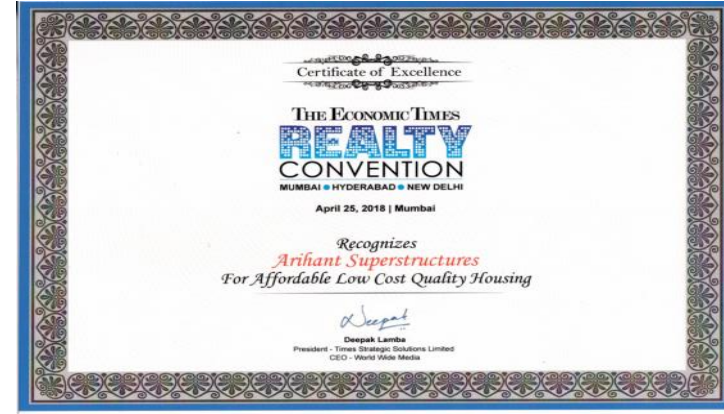 Certificate of Excellence
THE ECONOMIC TIMES
REALTY
CONVENTION
MUMBAI • HYDERABAD • NEW DELHI
April 25, 2018 | Mumbai
Recognizes
Arihant Superstructures
For Affordable Low Cost Quality Housing
Deepak
Deepak Lamba
President - Times Strategic Solutions Limited
CEO - World Wide Media